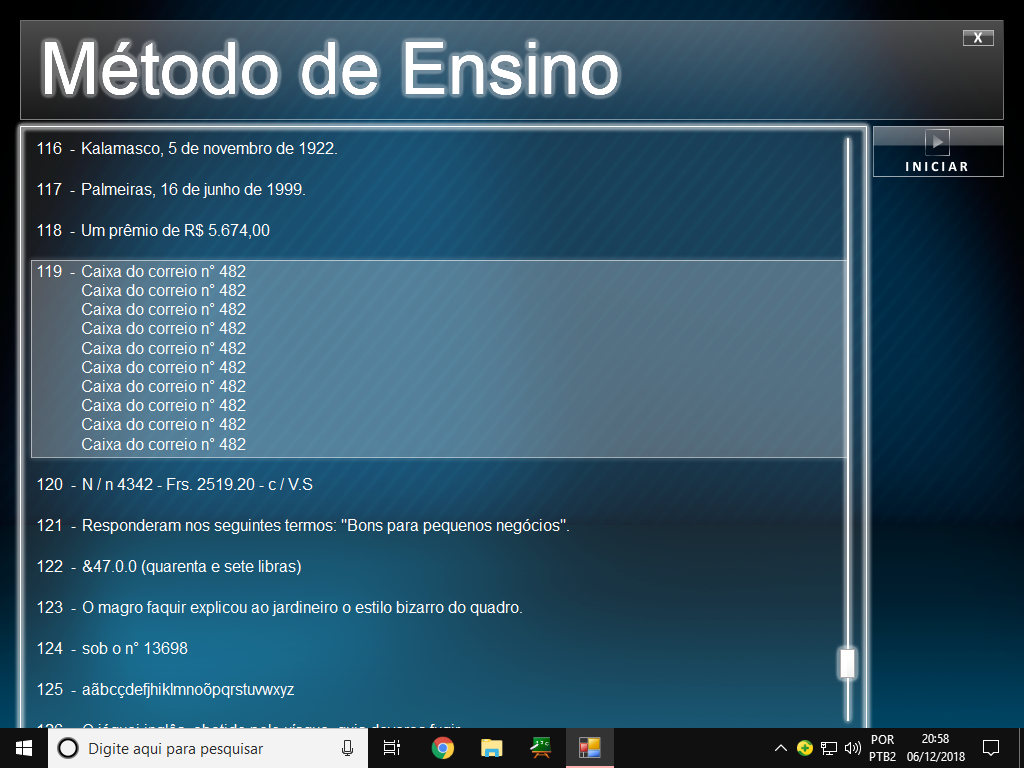 Método de Ensino
X
INICIAR
116 - Kalamasco, 5 de novembro de 1922.
117 - Palmeiras, 16 de junho de 1999.
118 - Um prêmio de R$ 5.674,00
119 - Caixa do correio n° 482
Caixa do correio n° 482
Caixa do correio n° 482
Caixa do correio n° 482
Caixa do correio n° 482
Caixa do correio n° 482
Caixa do correio n° 482
Caixa do correio n° 482
Caixa do correio n° 482
Caixa do correio n° 482
120 - N / n 4342 - Frs. 2519.20 - c / V.S
121 - Responderam nos seguintes termos: "Bons para pequenos negócios".
122 - &47.0.0 (quarenta e sete libras)
123 - O magro faquir explicou ao jardineiro o estilo bizarro do quadro.
124 - sob o n° 13698
125 - aãbcçdefjhiklmnoõpqrstuvwxyz
Digite aqui para pesquisar
POR
PTB2
20:58
06/12/2018